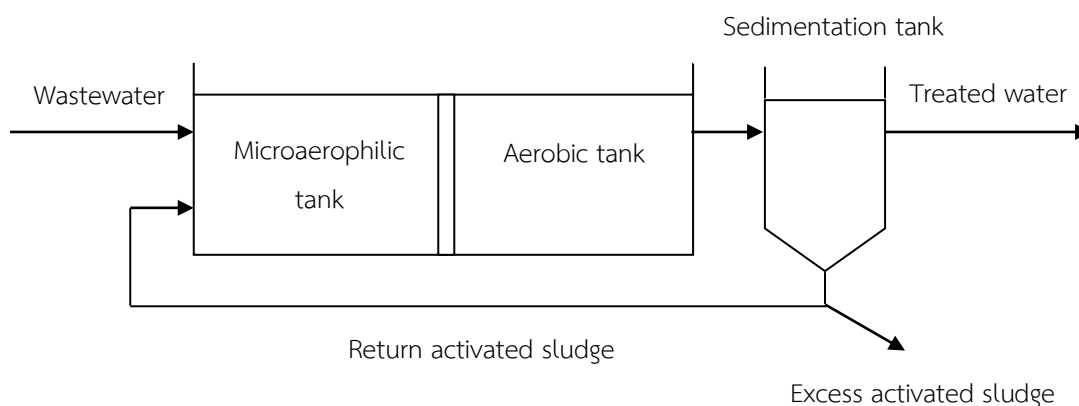 Sedimentation tank
Wastewater
Treated water
Microaerophilic
tank
Aerobic tank
Return activated sludge
Excess activated sludge